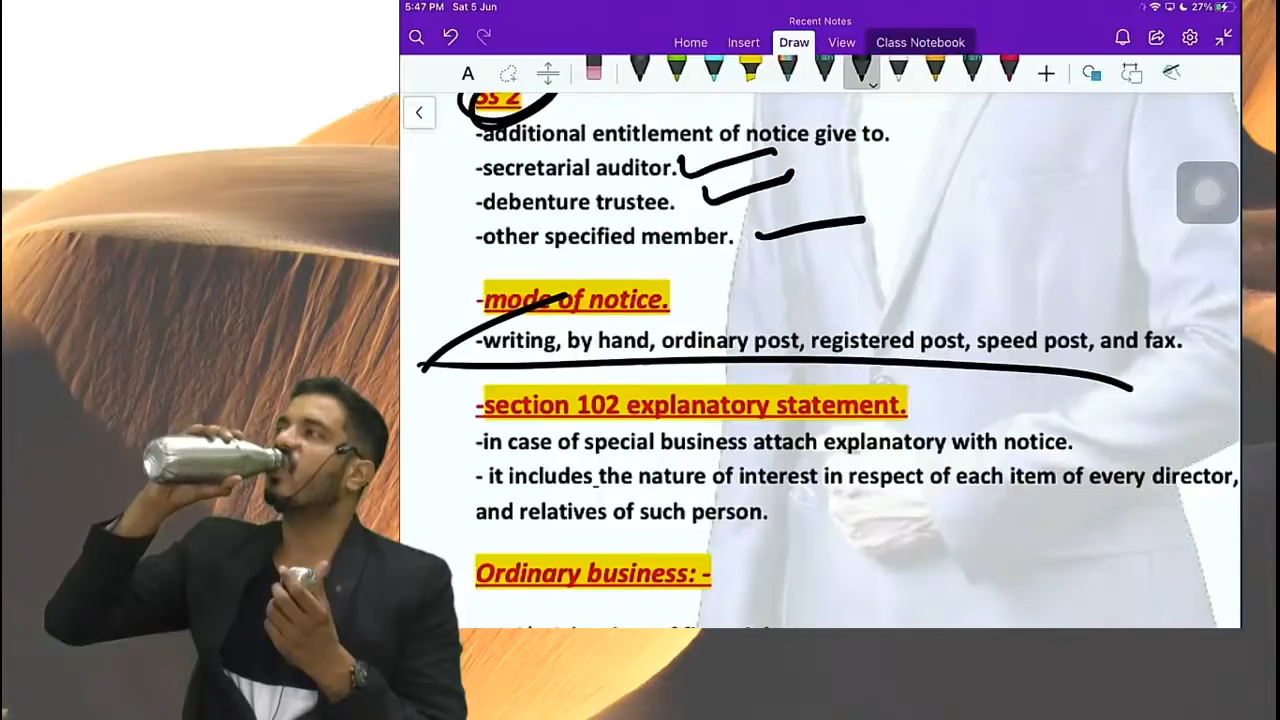 5:47 PM Sat 5 Jun
27%
Recent Notes
Home Insert Draw View Class Notebook
A
SS 2
-additional entitlement of notice give to.
-secretarial auditor.
-debenture trustee.
-other specified member.
-mode of notice.
-writing, by hand, ordinary post, registered post, speed post, and fax.
-section 102 explanatory statement.
-in case of special business attach explanatory with notice.
- it includes the nature of interest in respect of each item of every director,
and relatives of such person.
Ordinary business: -